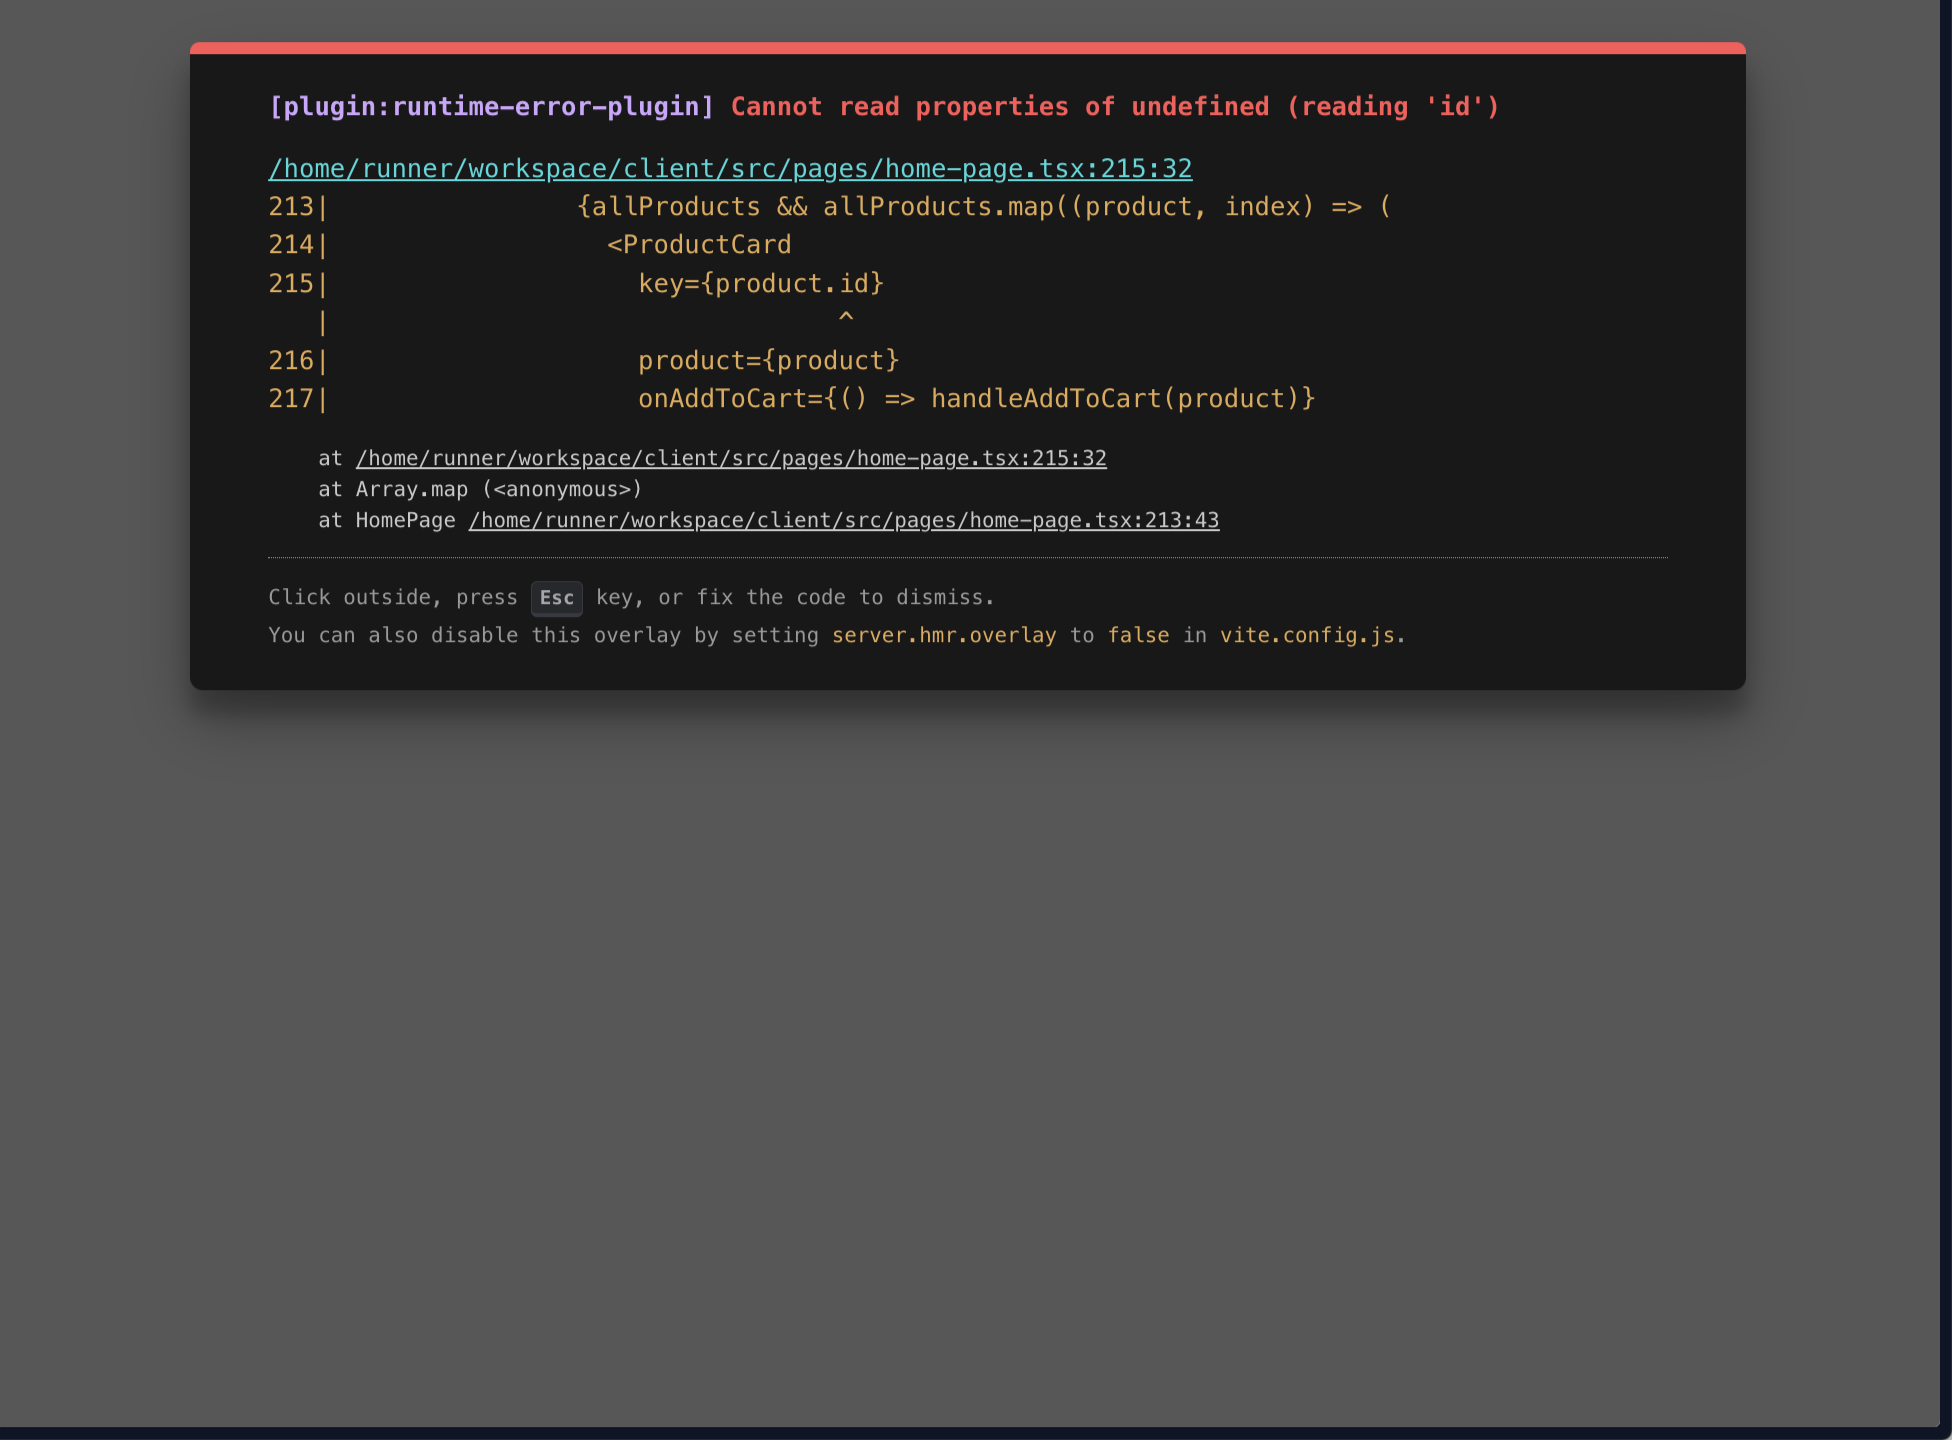 [plugin:runtime-error-plugin] Cannot read properties of undefined (reading 'id')
/home/runner/workspace/client/src/pages/home-page.tsx:215:32
213|                {allProducts && allProducts.map((product, index) => (
214|                  <ProductCard
215|                    key={product.id}
   |                                 ^
216|                    product={product}
217|                    onAddToCart={() => handleAddToCart(product)}
    at /home/runner/workspace/client/src/pages/home-page.tsx:215:32
    at Array.map (<anonymous>)
    at HomePage /home/runner/workspace/client/src/pages/home-page.tsx:213:43
Click outside, press Esc key, or fix the code to dismiss.
You can also disable this overlay by setting server.hmr.overlay to false in vite.config.js.